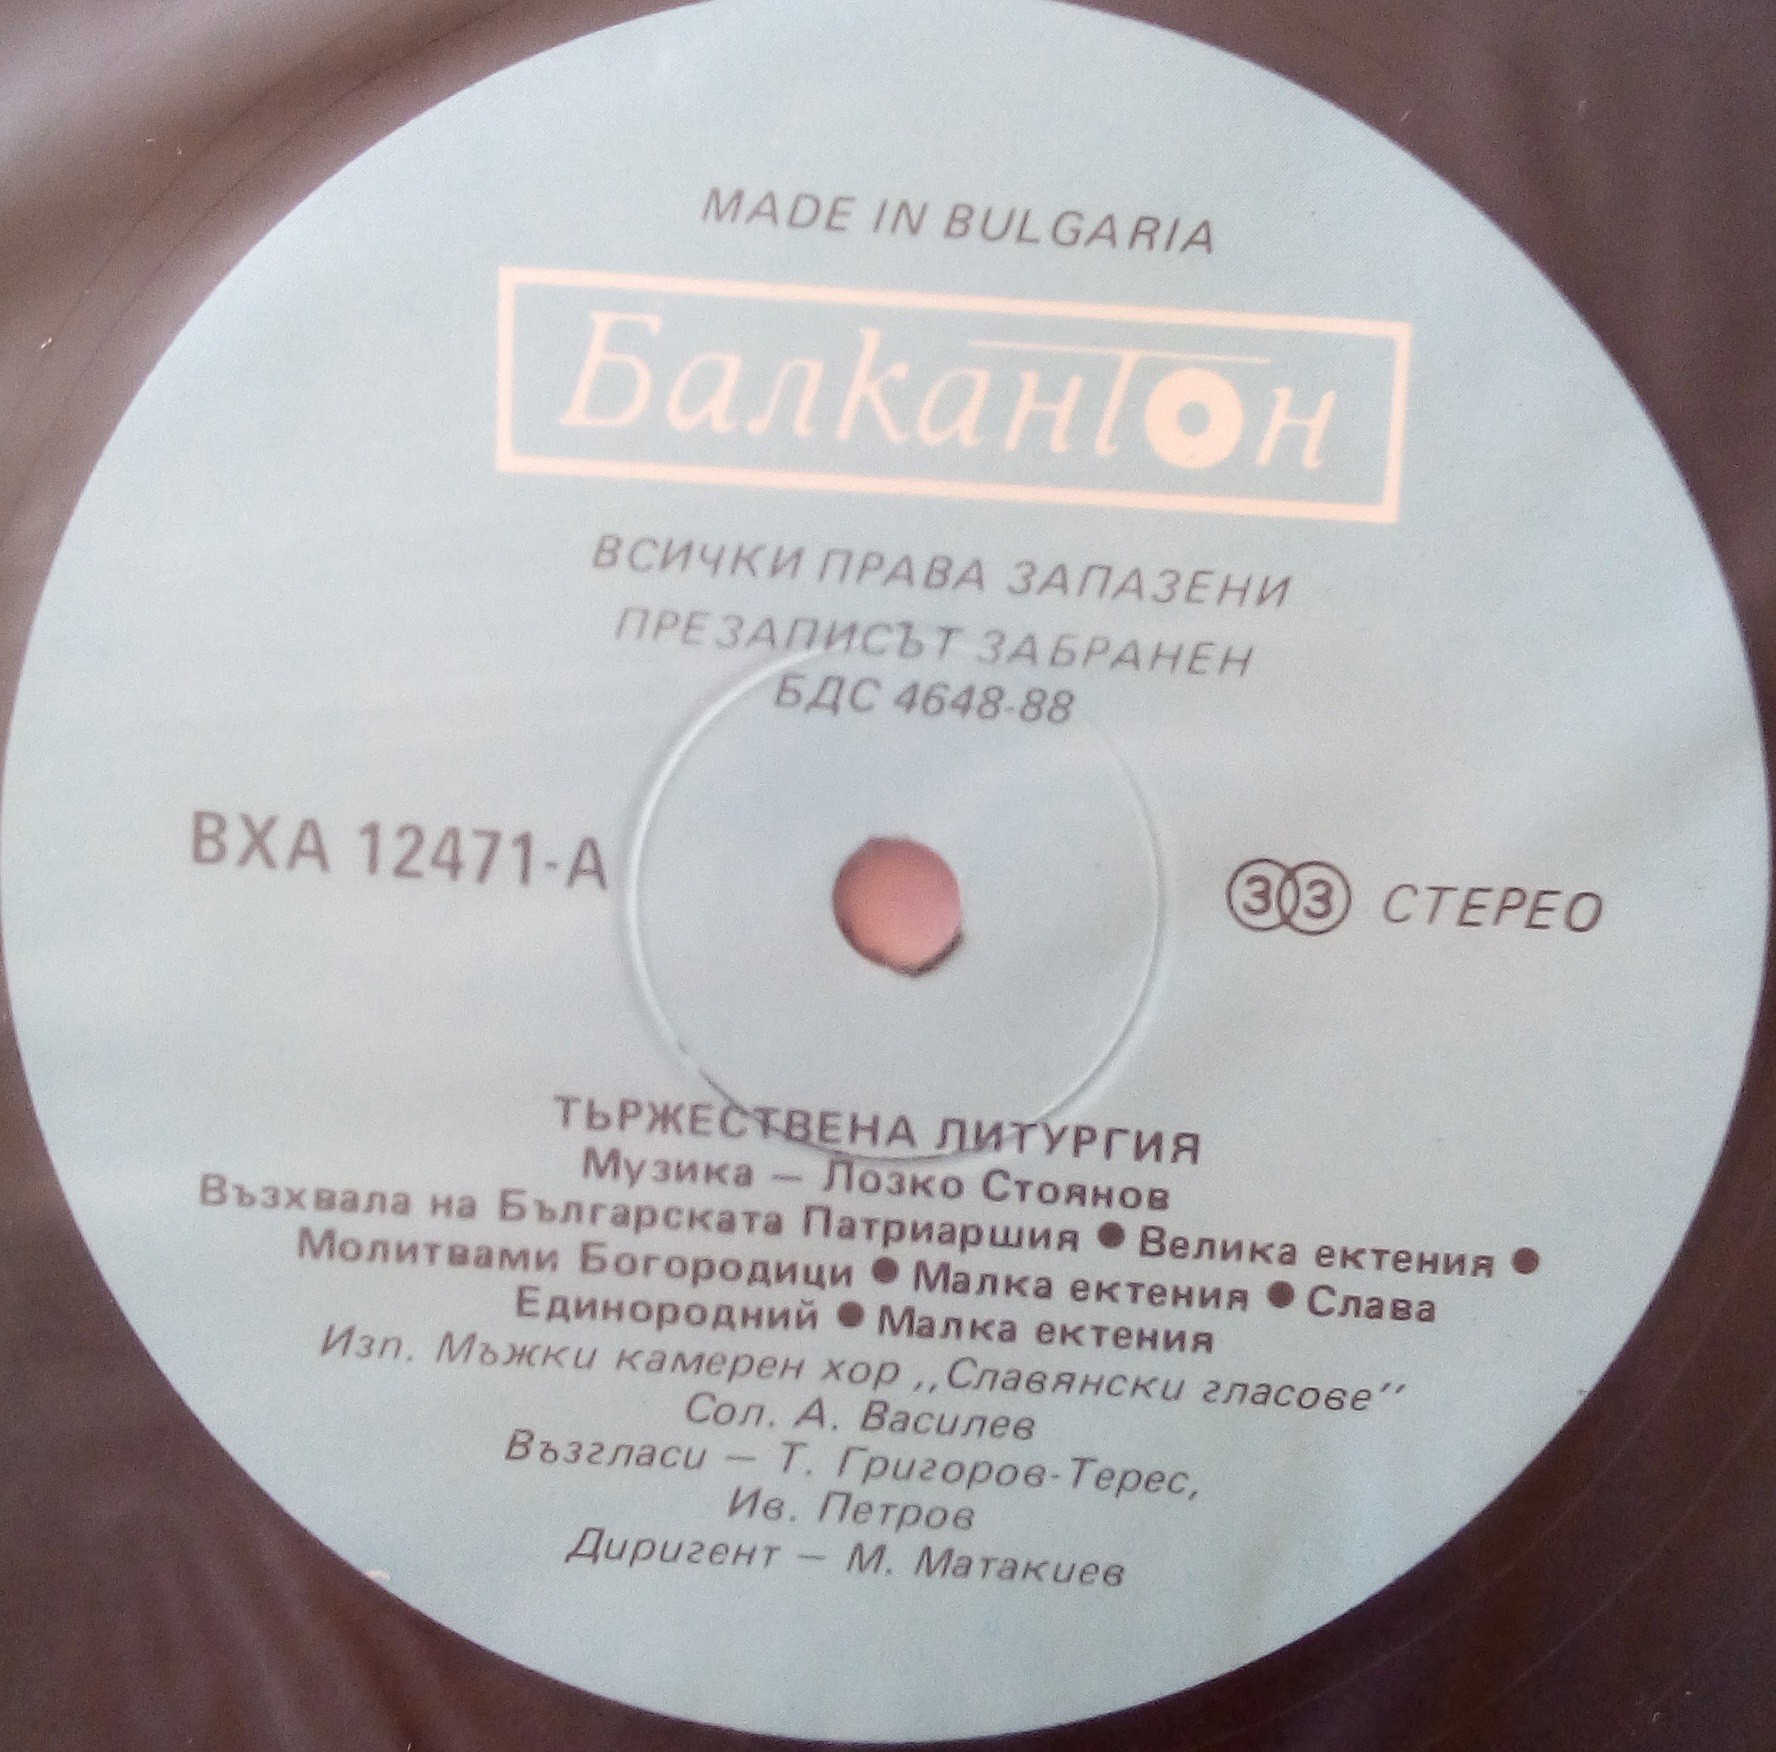 MADE IN BULGARIA
Балкантон
ВСИЧКИ ПРАВА ЗАПАЗЕНИ
ПРЕЗАПИСЪТ ЗАБРАНЕН
БДС 4648-88
ВХА 12471-А
33 СТЕРЕО
ТЪРЖЕСТВЕНА ЛИТУРГИЯ
Музика — Лозко Стоянов
Възхвала на Българската Патриаршия ● Велика ектения ●
Молитвами Богородици ● Малка ектения ● Слава
Единородний ● Малка ектения
Изп. Мъжки камерен хор ,,Славянски гласове’’
Сол. А. Василев
Възгласи — Т. Григоров-Терес,
Ив. Петров
Диригент — М. Матакиев